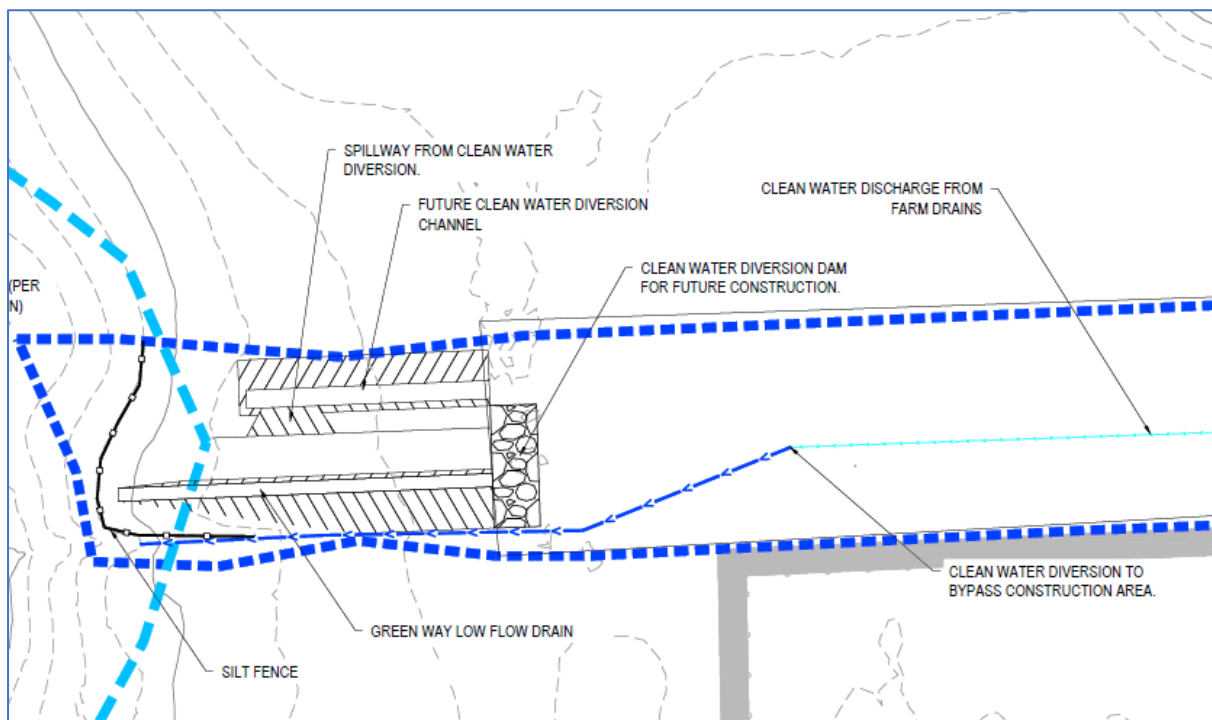 SPILLWAY FROM CLEAN WATER
DIVERSION.
FUTURE CLEAN WATER DIVERSION
CHANNEL
CLEAN WATER DISCHARGE FROM
FARM DRAINS
CLEAN WATER DIVERSION DAM
FOR FUTURE CONSTRUCTION.
(PER
N)
CLEAN WATER DIVERSION TO
BYPASS CONSTRUCTION AREA.
GREEN WAY LOW FLOW DRAIN
SILT FENCE